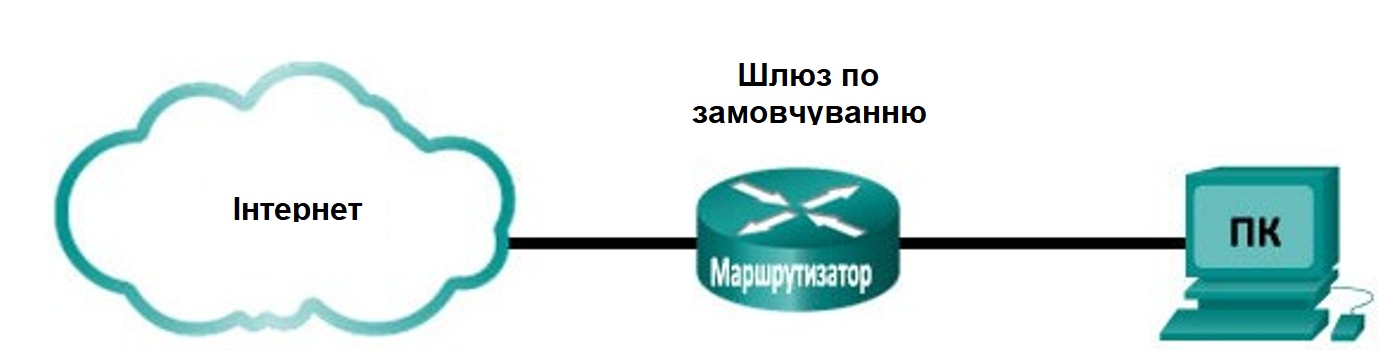 Шлюз по
замовчуванню
Інтернет
Маршрутизатор
ПК